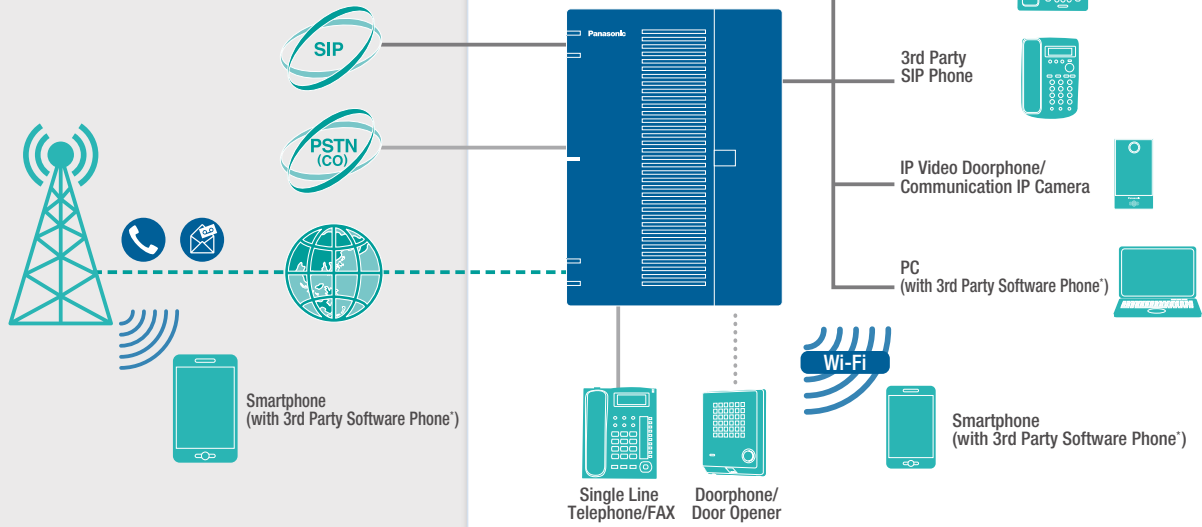 SIP
PSTN
(CO)
Panasonic
3rd Party
SIP Phone
IP Video Doorphone/
Communication IP Camera
PC
(with 3rd Party Software Phone*)
Wi-Fi
Smartphone
(with 3rd Party Software Phone*)
Smartphone
(with 3rd Party Software Phone*)
Single Line
Telephone/FAX
Doorphone/
Door Opener